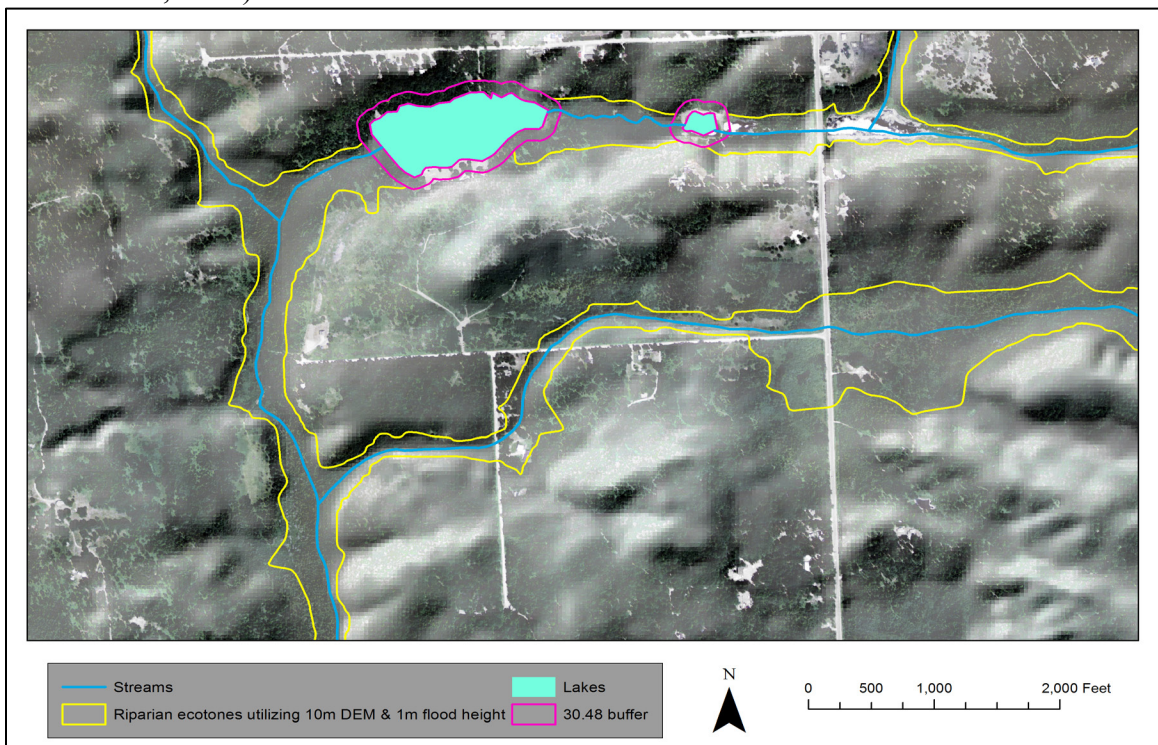 Streams
Lakes
Riparian ecotones utilizing 10m DEM & 1m flood height
30.48 buffer
N
0 500 1,000 2,000 Feet